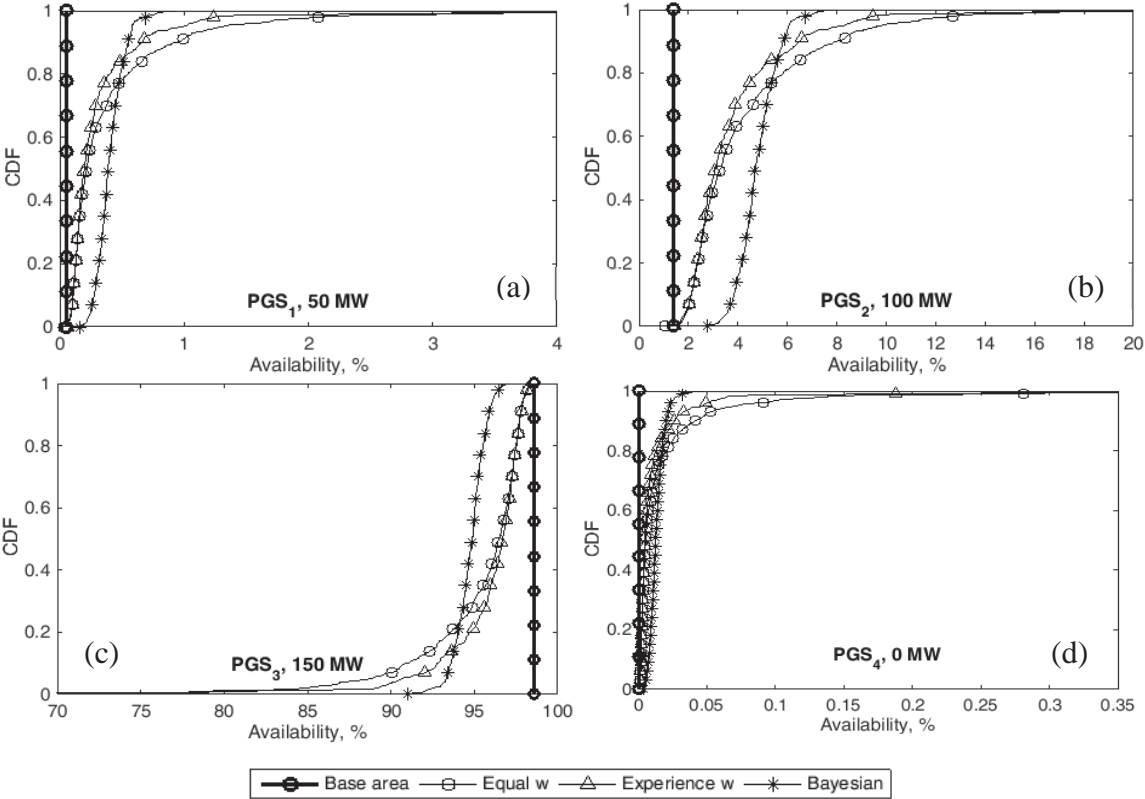 1
0.8
0.6
0.4
0.2
0
CDF
0 1 2 3 4
Availability, %
PGS1, 50 MW
(a)
1
0.8
0.6
0.4
0.2
0
CDF
0 2 4 6 8 10 12 14 16 18 20
Availability, %
PGS2, 100 MW
(b)
1
0.8
0.6
0.4
0.2
0
CDF
70 75 80 85 90 95 100
Availability, %
(c)
PGS3, 150 MW
1
0.8
0.6
0.4
0.2
0
CDF
0 0.05 0.1 0.15 0.2 0.25 0.3 0.35
Availability, %
PGS4, 0 MW
(d)
Base area Equal w Experience w Bayesian